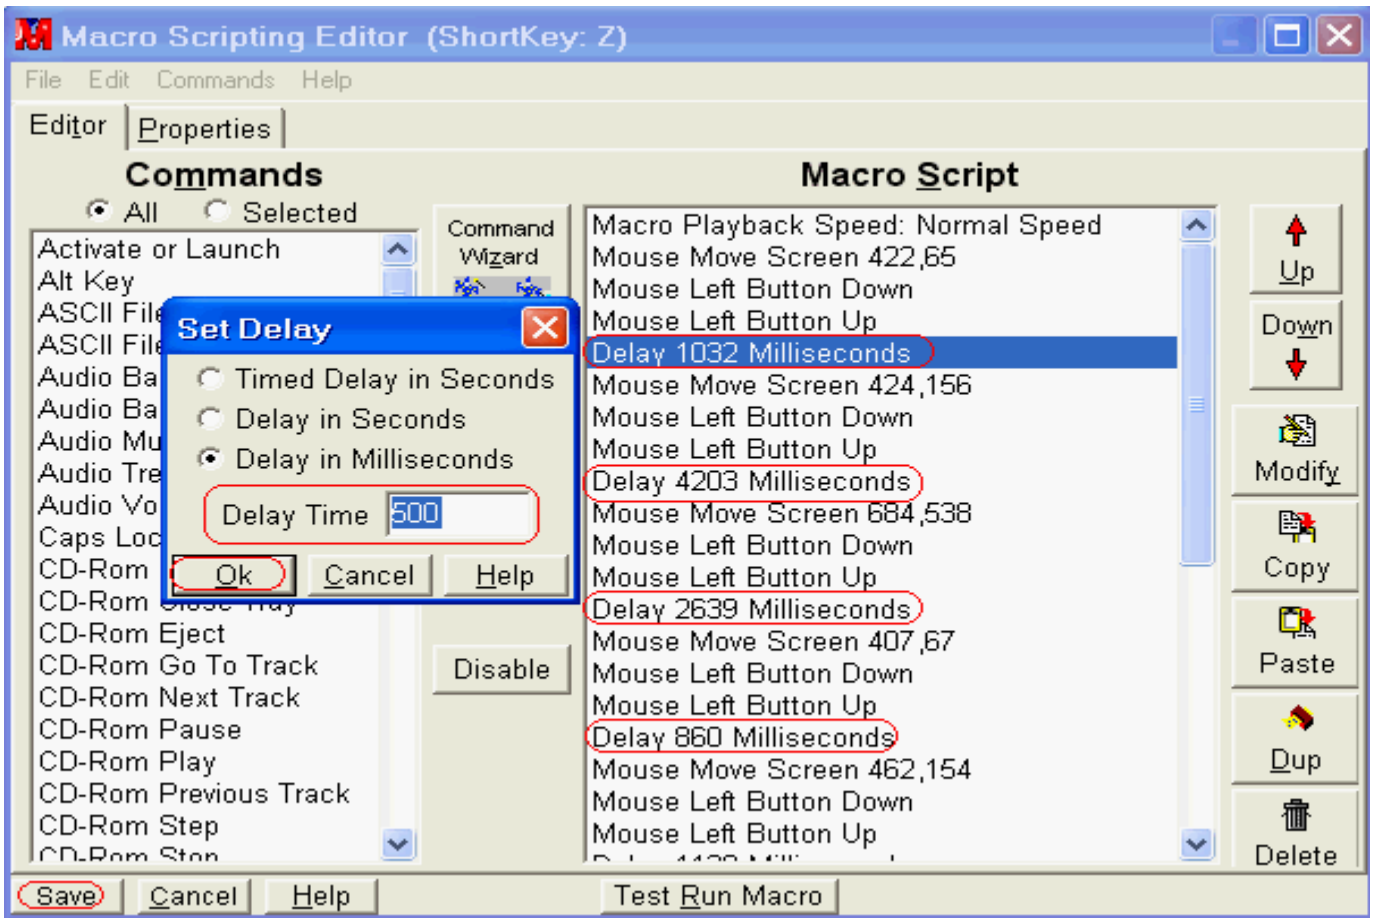 Macro Scripting Editor (ShortKey: Z)
File Edit Commands Help
Editor Properties
Commands
All Selected
Activate or Launch
Alt Key
ASCII File
ASCII File
Audio Ba
Audio Ba
Audio Mu
Audio Tre
Audio Vo
Caps Loc
CD-Rom
CD-Rom Close Tray
CD-Rom Eject
CD-Rom Go To Track
CD-Rom Next Track
CD-Rom Pause
CD-Rom Play
CD-Rom Previous Track
CD-Rom Step
CD-Rom Stop
Command
Wizard
Set Delay
Timed Delay in Seconds
Delay in Seconds
Delay in Milliseconds
Delay Time 500
Ok Cancel Help
Disable
Macro Script
Macro Playback Speed: Normal Speed
Mouse Move Screen 422,65
Mouse Left Button Down
Mouse Left Button Up
Delay 1032 Milliseconds
Mouse Move Screen 424,156
Mouse Left Button Down
Mouse Left Button Up
Delay 4203 Milliseconds
Mouse Move Screen 684,538
Mouse Left Button Down
Mouse Left Button Up
Delay 2639 Milliseconds
Mouse Move Screen 407,67
Mouse Left Button Down
Mouse Left Button Up
Delay 860 Milliseconds
Mouse Move Screen 462,154
Mouse Left Button Down
Mouse Left Button Up
Up
Down
Modify
Copy
Paste
Dup
Delete
Save Cancel Help Test Run Macro